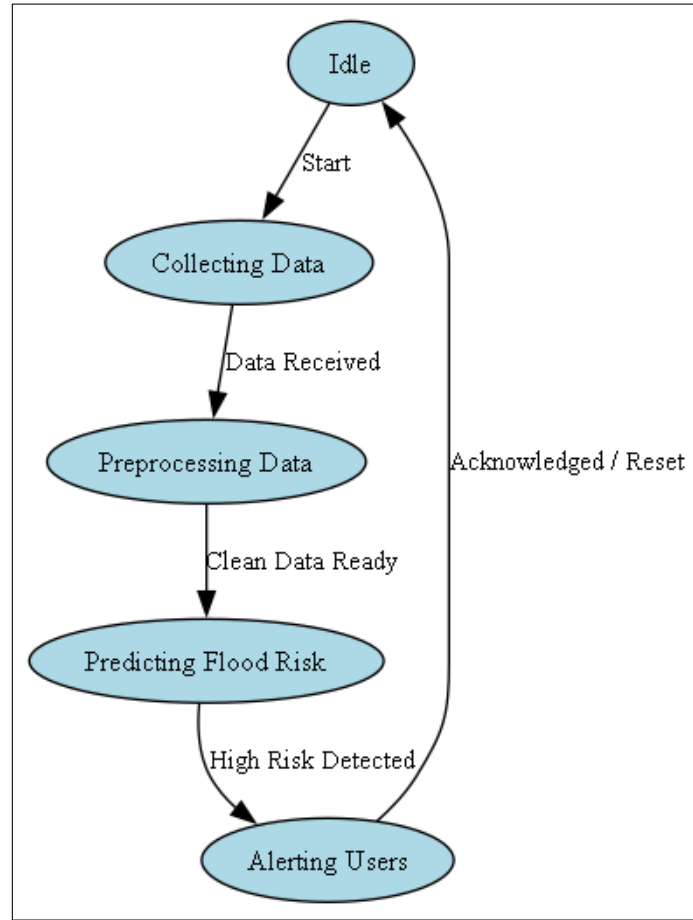 Idle
Start
Collecting Data
Data Received
Preprocessing Data
Acknowledged / Reset
Clean Data Ready
Predicting Flood Risk
High Risk Detected
Alerting Users